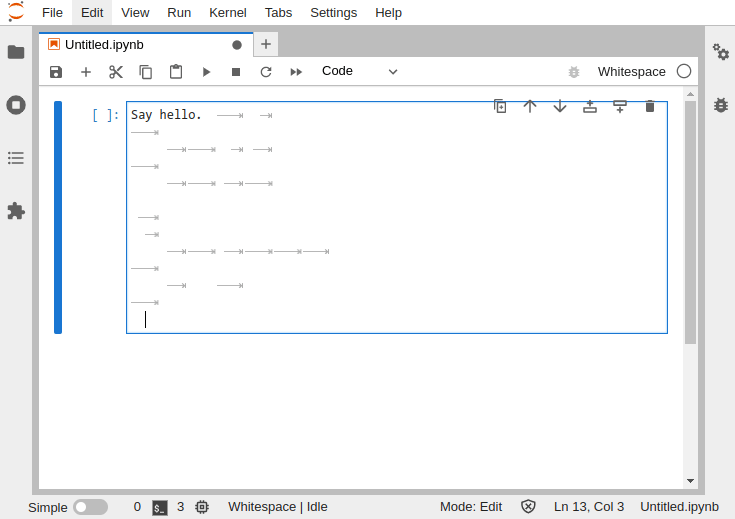 File Edit View Run Kernel Tabs Settings Help
Untitled.ipynb
Code Whitespace
[ ]: Say hello.
Simple 0 $_ 3 Whitespace | Idle Mode: Edit Ln 13, Col 3 Untitled.ipynb